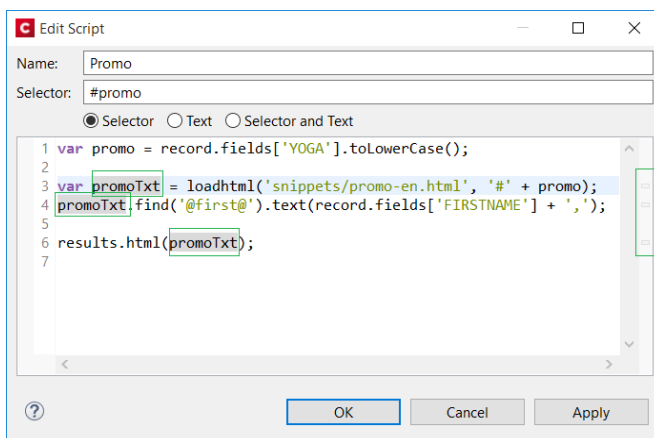 C Edit Script
Name: Promo
Selector: #promo
Selector Text Selector and Text
1 var promo = record.fields['YOGA'].toLowerCase();
2
3 var promoTxt = loadhtml('snippets/promo-en.html', '#' + promo);
4 promoTxt.find('@first@').text(record.fields['FIRSTNAME'] + ',');
5
6 results.html(promoTxt);
7
? OK Cancel Apply